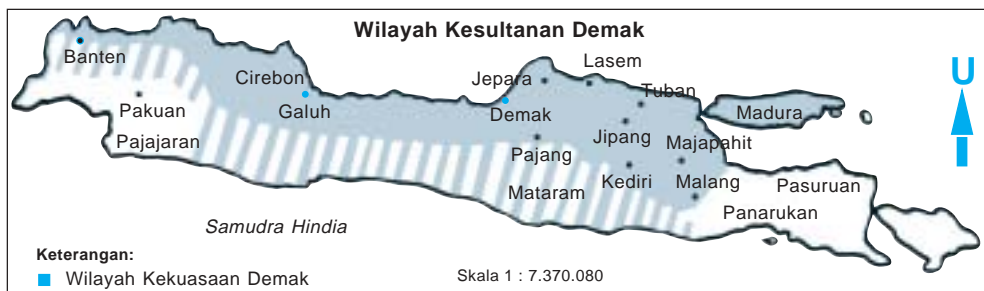 Wilayah Kesultanan Demak
Banten
Cirebon
Jepara
Lasem
U
Pakuan
Galuh
Demak
Tuban
Madura
Pajajaran
Pajang
Jipang
Majapahit
Mataram
Kediri
Malang
Pasuruan
Panarukan
Samudra Hindia
Keterangan:
Wilayah Kekuasaan Demak
Skala 1 : 7.370.080